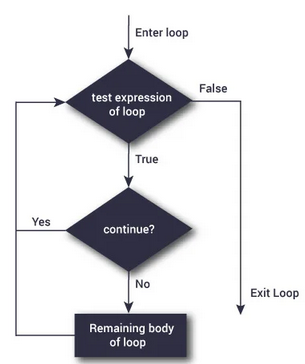 Enter loop
test expression
of loop
False
True
Yes
continue?
No
Exit Loop
Remaining body
of loop